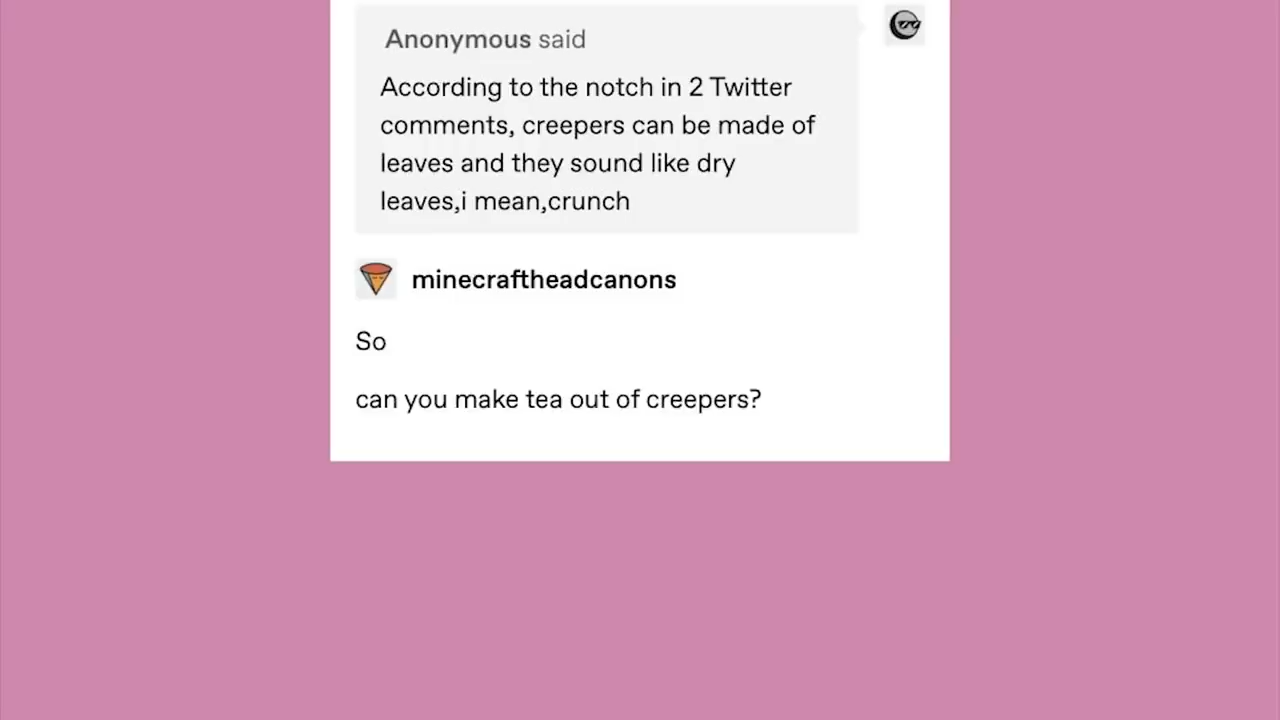 Anonymous said
According to the notch in 2 Twitter
comments, creepers can be made of
leaves and they sound like dry
leaves,i mean,crunch
minecraftheadcanons
So
can you make tea out of creepers?